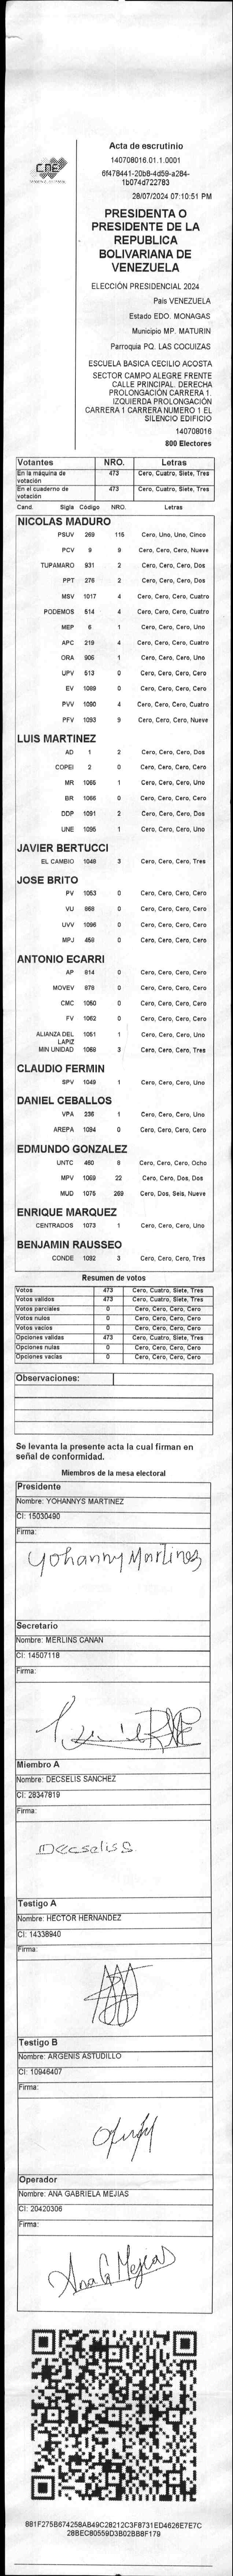 CNE
Acta de escrutinio
140708016.01.1.0001
6f478441-20b8-4d59-a284-
1b074d722783
28/07/2024 07:10:51 PM
PRESIDENTA O
PRESIDENTE DE LA
REPUBLICA
BOLIVARIANA DE
VENEZUELA
ELECCIÓN PRESIDENCIAL 2024
País VENEZUELA
Estado EDO. MONAGAS
Municipio MP. MATURIN
Parroquia PQ. LAS COCUIZAS
ESCUELA BASICA CECILIO ACOSTA
SECTOR CAMPO ALEGRE FRENTE
CALLE PRINCIPAL. DERECHA
PROLONGACIÓN CARRERA 1.
IZQUIERDA PROLONGACIÓN
CARRERA 1 CARRERA NUMERO 1 EL
SILENCIO EDIFICIO
140708016
800 Electores
Votantes NRO. Letras
En la máquina de votación 473 Cero, Cuatro, Siete, Tres
En el cuaderno de votación 473 Cero, Cuatro, Siete, Tres
Cand. Sigla Código NRO. Letras
NICOLAS MADURO
PSUV 269 115 Cero, Uno, Uno, Cinco
PCV 9 9 Cero, Cero, Cero, Nueve
TUPAMARO 931 2 Cero, Cero, Cero, Dos
PPT 276 2 Cero, Cero, Cero, Dos
MSV 1017 4 Cero, Cero, Cero, Cuatro
PODEMOS 514 4 Cero, Cero, Cero, Cuatro
MEP 6 1 Cero, Cero, Cero, Uno
APC 219 4 Cero, Cero, Cero, Cuatro
ORA 906 1 Cero, Cero, Cero, Uno
UPV 513 0 Cero, Cero, Cero, Cero
EV 1089 0 Cero, Cero, Cero, Cero
PVV 1090 4 Cero, Cero, Cero, Cuatro
PFV 1093 9 Cero, Cero, Cero, Nueve
LUIS MARTINEZ
AD 1 2 Cero, Cero, Cero, Dos
COPEI 2 0 Cero, Cero, Cero, Cero
MR 1065 1 Cero, Cero, Cero, Uno
BR 1066 0 Cero, Cero, Cero, Cero
DDP 1091 2 Cero, Cero, Cero, Dos
UNE 1095 1 Cero, Cero, Cero, Uno
JAVIER BERTUCCI
EL CAMBIO 1048 3 Cero, Cero, Cero, Tres
JOSE BRITO
PV 1053 0 Cero, Cero, Cero, Cero
VU 868 0 Cero, Cero, Cero, Cero
UVV 1096 0 Cero, Cero, Cero, Cero
MPJ 459 0 Cero, Cero, Cero, Cero
ANTONIO ECARRI
AP 814 0 Cero, Cero, Cero, Cero
MOVEV 878 0 Cero, Cero, Cero, Cero
CMC 1050 0 Cero, Cero, Cero, Cero
FV 1062 0 Cero, Cero, Cero, Cero
ALIANZA DEL LAPIZ 1051 1 Cero, Cero, Cero, Uno
MIN UNIDAD 1068 3 Cero, Cero, Cero, Tres
CLAUDIO FERMIN
SPV 1049 1 Cero, Cero, Cero, Uno
DANIEL CEBALLOS
VPA 236 1 Cero, Cero, Cero, Uno
AREPA 1094 0 Cero, Cero, Cero, Cero
EDMUNDO GONZALEZ
UNTC 460 8 Cero, Cero, Cero, Ocho
MPV 1069 22 Cero, Cero, Dos, Dos
MUD 1075 269 Cero, Dos, Seis, Nueve
ENRIQUE MARQUEZ
CENTRADOS 1073 1 Cero, Cero, Cero, Uno
BENJAMIN RAUSSEO
CONDE 1092 3 Cero, Cero, Cero, Tres
Resumen de votos
Votos 473 Cero, Cuatro, Siete, Tres
Votos validos 473 Cero, Cuatro, Siete, Tres
Votos parciales 0 Cero, Cero, Cero, Cero
Votos nulos 0 Cero, Cero, Cero, Cero
Votos vacios 0 Cero, Cero, Cero, Cero
Opciones validas 473 Cero, Cuatro, Siete, Tres
Opciones nulas 0 Cero, Cero, Cero, Cero
Opciones vacias 0 Cero, Cero, Cero, Cero
Observaciones:
Se levanta la presente acta la cual firman en
señal de conformidad.
Miembros de la mesa electoral
Presidente
Nombre: YOHANNYS MARTINEZ
CI: 15030490
Firma:
Yohanny Martinez
Secretario
Nombre: MERLINS CANAN
CI: 14507118
Firma:
Miembro A
Nombre: DECSELIS SANCHEZ
CI: 28347819
Firma:
Decselis S
Testigo A
Nombre: HECTOR HERNANDEZ
CI: 14338940
Firma:
Testigo B
Nombre: ARGENIS ASTUDILLO
CI: 10946407
Firma:
Operador
Nombre: ANA GABRIELA MEJIAS
CI: 20420306
Firma:
Ana G Mejias
881F275B67425BAB49C28212C3F8731ED4626E7E7C
28BEC80559D3B02BB8F179